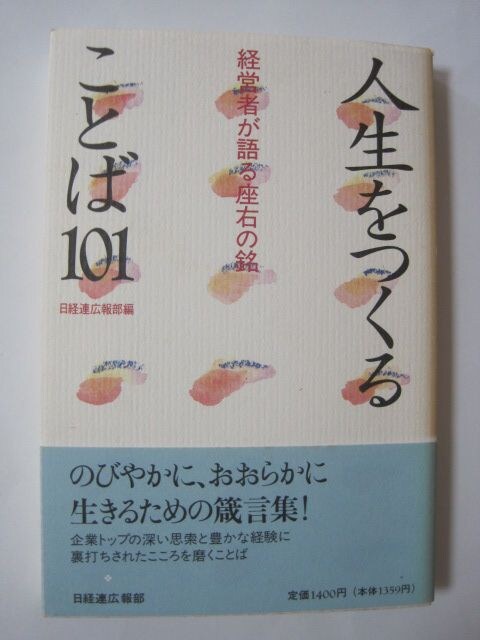 人生をつくる
経営者が語る座右の銘
ことば101
日経連広報部編
のびやかに、おおらかに
生きるための箴言集!
企業トップの深い思索と豊かな経験に
裏打ちされたこころを磨くことば
日経連広報部
定価1400円(本体1359円)